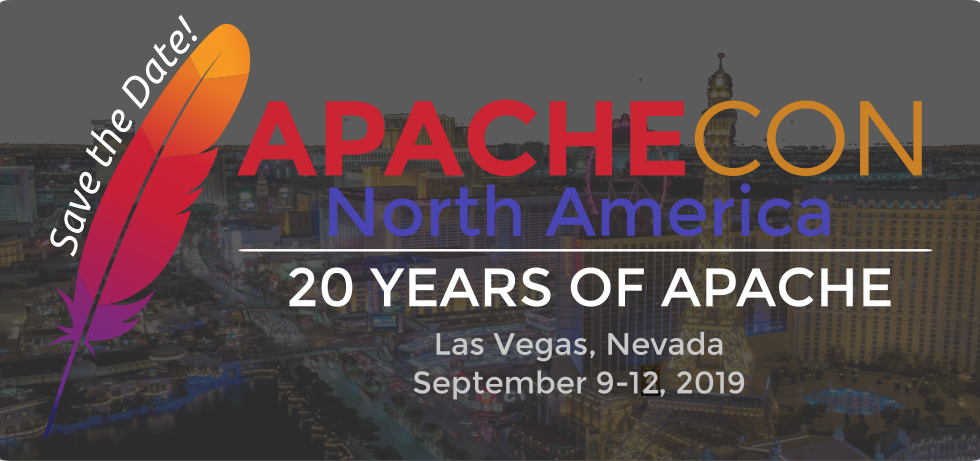 Save the Date!
APACHECON
North America
20 YEARS OF APACHE
Las Vegas, Nevada
September 9-12, 2019